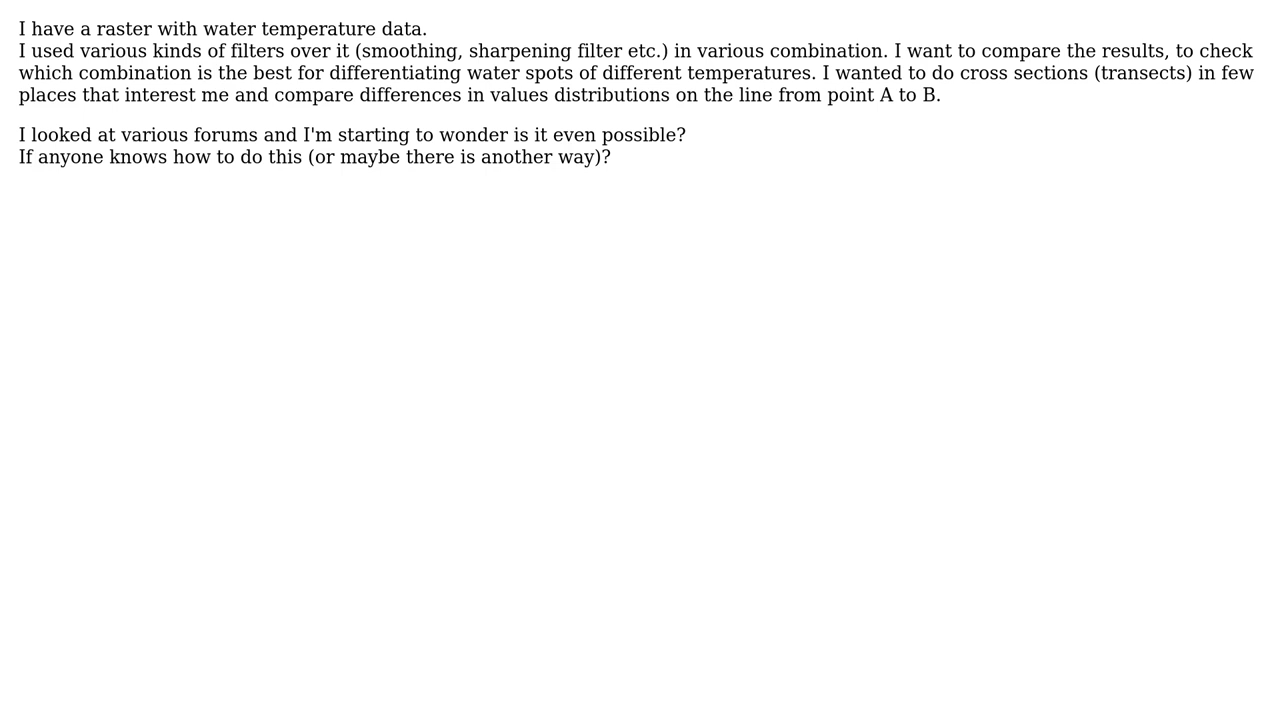 I have a raster with water temperature data.
I used various kinds of filters over it (smoothing, sharpening filter etc.) in various combination. I want to compare the results, to check
which combination is the best for differentiating water spots of different temperatures. I wanted to do cross sections (transects) in few
places that interest me and compare differences in values distributions on the line from point A to B.
I looked at various forums and I'm starting to wonder is it even possible?
If anyone knows how to do this (or maybe there is another way)?